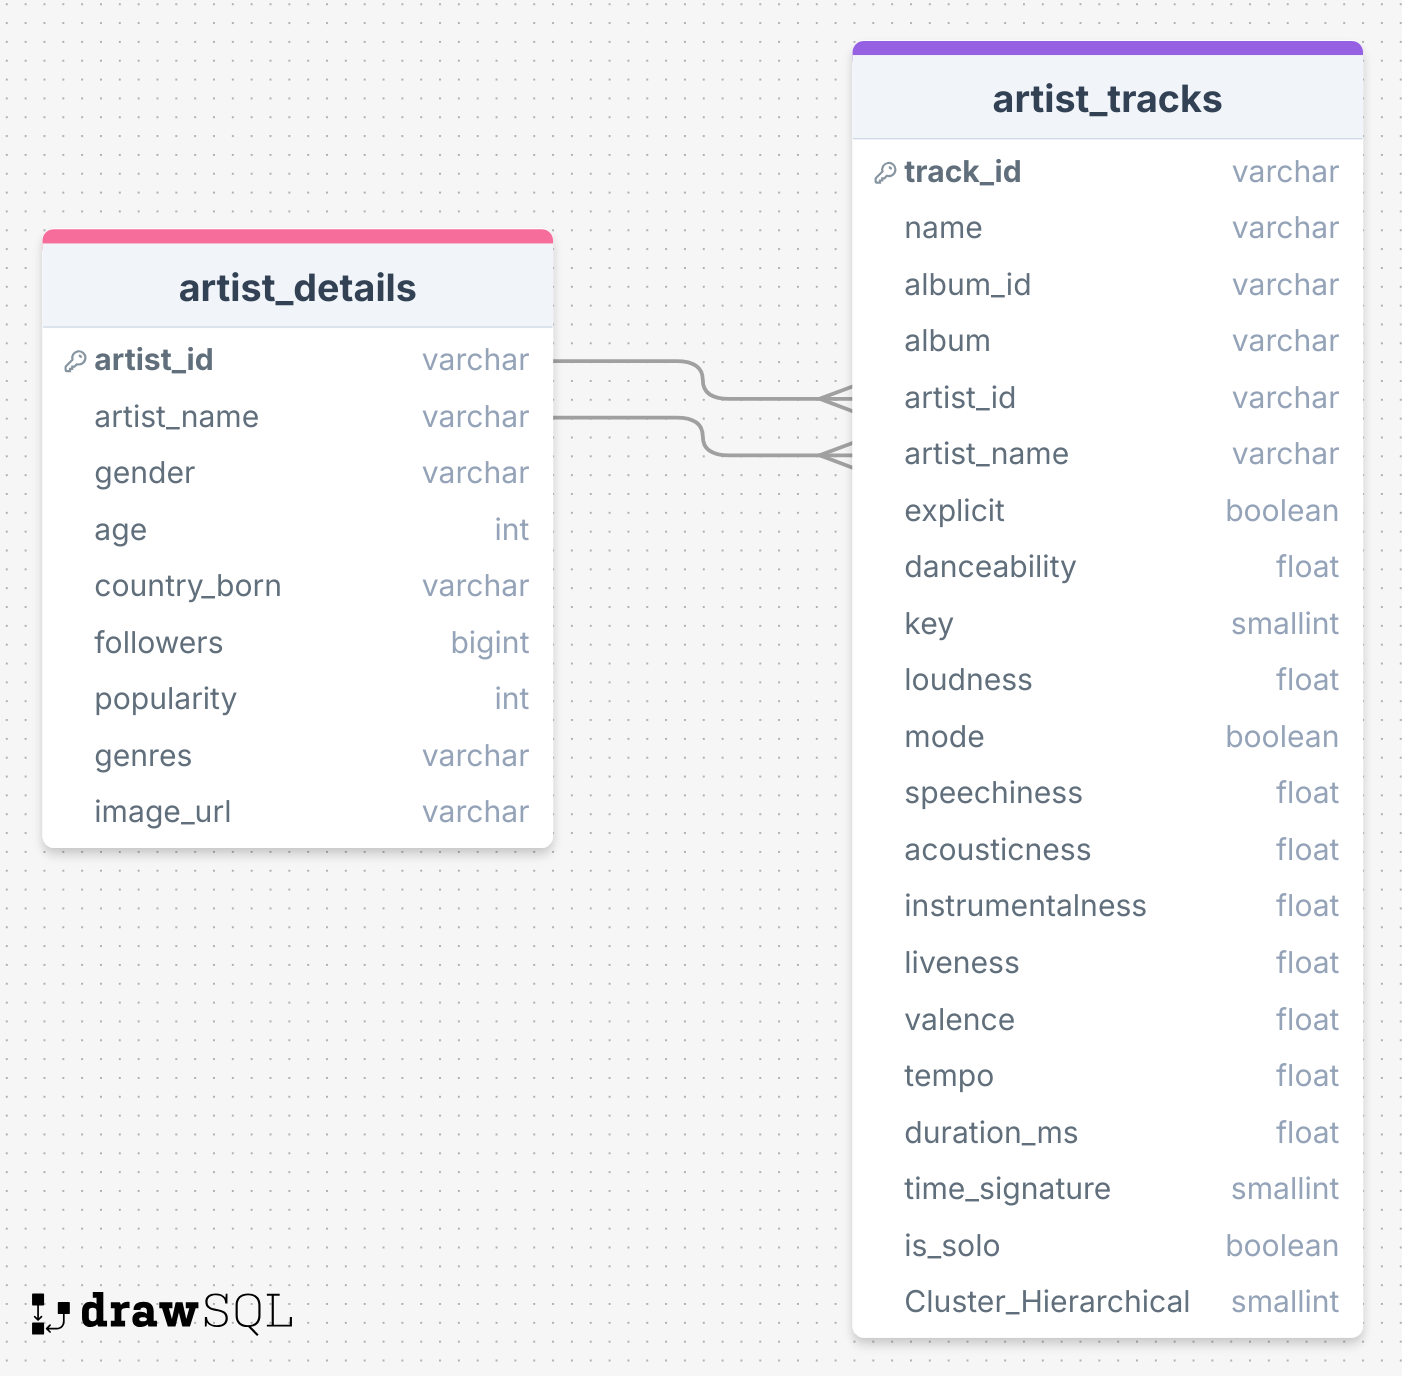 artist_details
artist_id varchar
artist_name varchar
gender varchar
age int
country_born varchar
followers bigint
popularity int
genres varchar
image_url varchar
artist_tracks
track_id varchar
name varchar
album_id varchar
album varchar
artist_id varchar
artist_name varchar
explicit boolean
danceability float
key smallint
loudness float
mode boolean
speechiness float
acousticness float
instrumentalness float
liveness float
valence float
tempo float
duration_ms float
time_signature smallint
is_solo boolean
Cluster_Hierarchical smallint
drawSQL